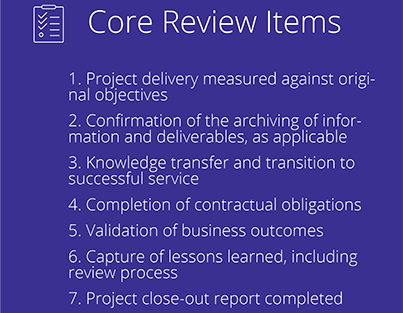 Core Review Items
1. Project delivery measured against origi-
nal objectives
2. Confirmation of the archiving of infor-
mation and deliverables, as applicable
3. Knowledge transfer and transition to
successful service
4. Completion of contractual obligations
5. Validation of business outcomes
6. Capture of lessons learned, including
review process
7. Project close-out report completed